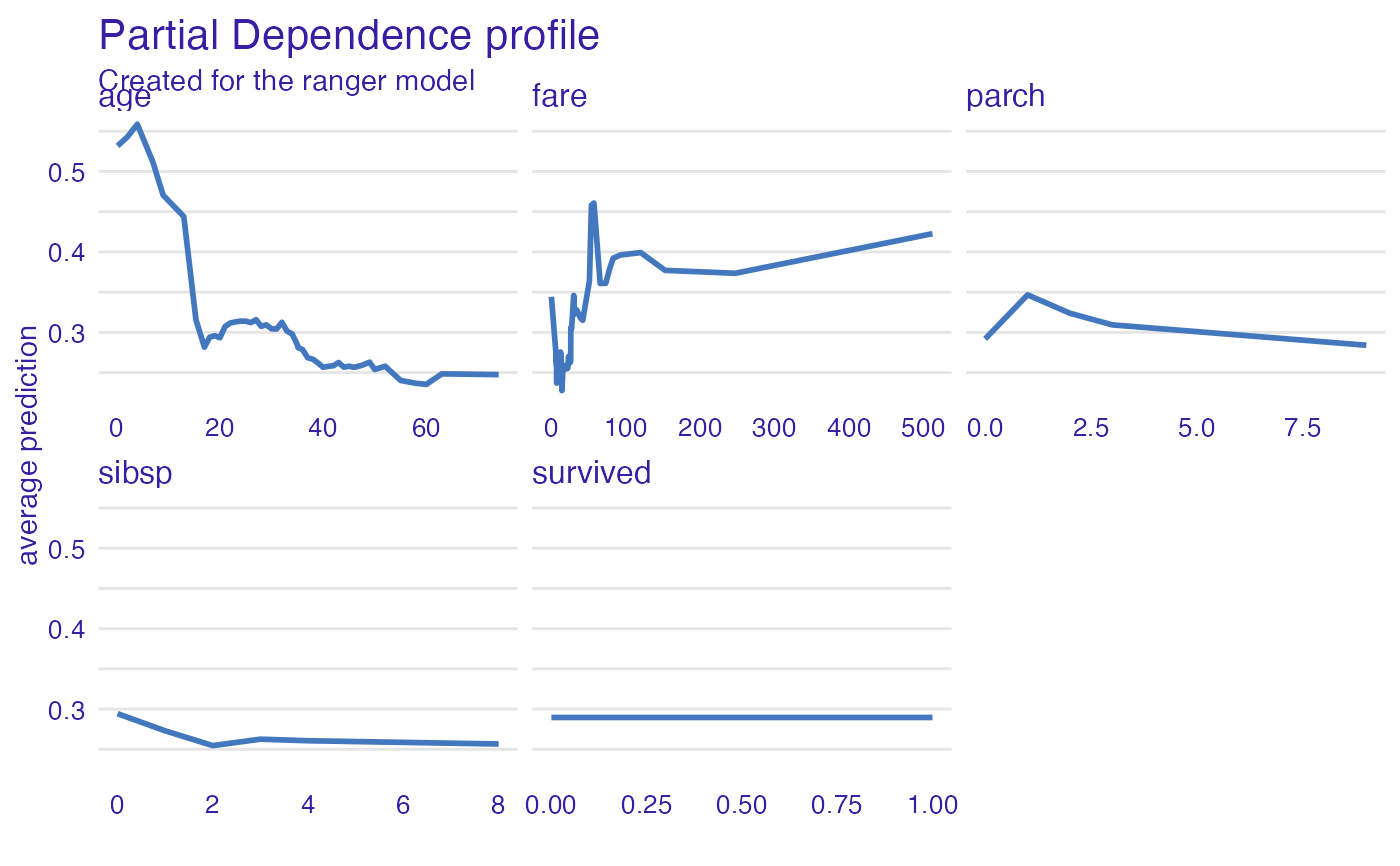 Partial Dependence profile
Created for the ranger model
age fare parch
0.5
0.4
0.3
0 20 40 60 0 100 200 300 400 500 0.0 2.5 5.0 7.5
average prediction
sibsp survived
0.5
0.4
0.3
0 2 4 6 8 0.00 0.25 0.50 0.75 1.00